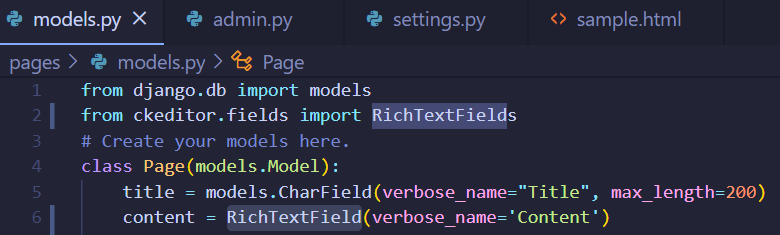 models.py admin.py settings.py sample.html
pages > models.py > Page
1 from django.db import models
2 from ckeditor.fields import RichTextFields
3 # Create your models here.
4 class Page(models.Model):
5 title = models.CharField(verbose_name="Title", max_length=200)
6 content = RichTextField(verbose_name='Content')